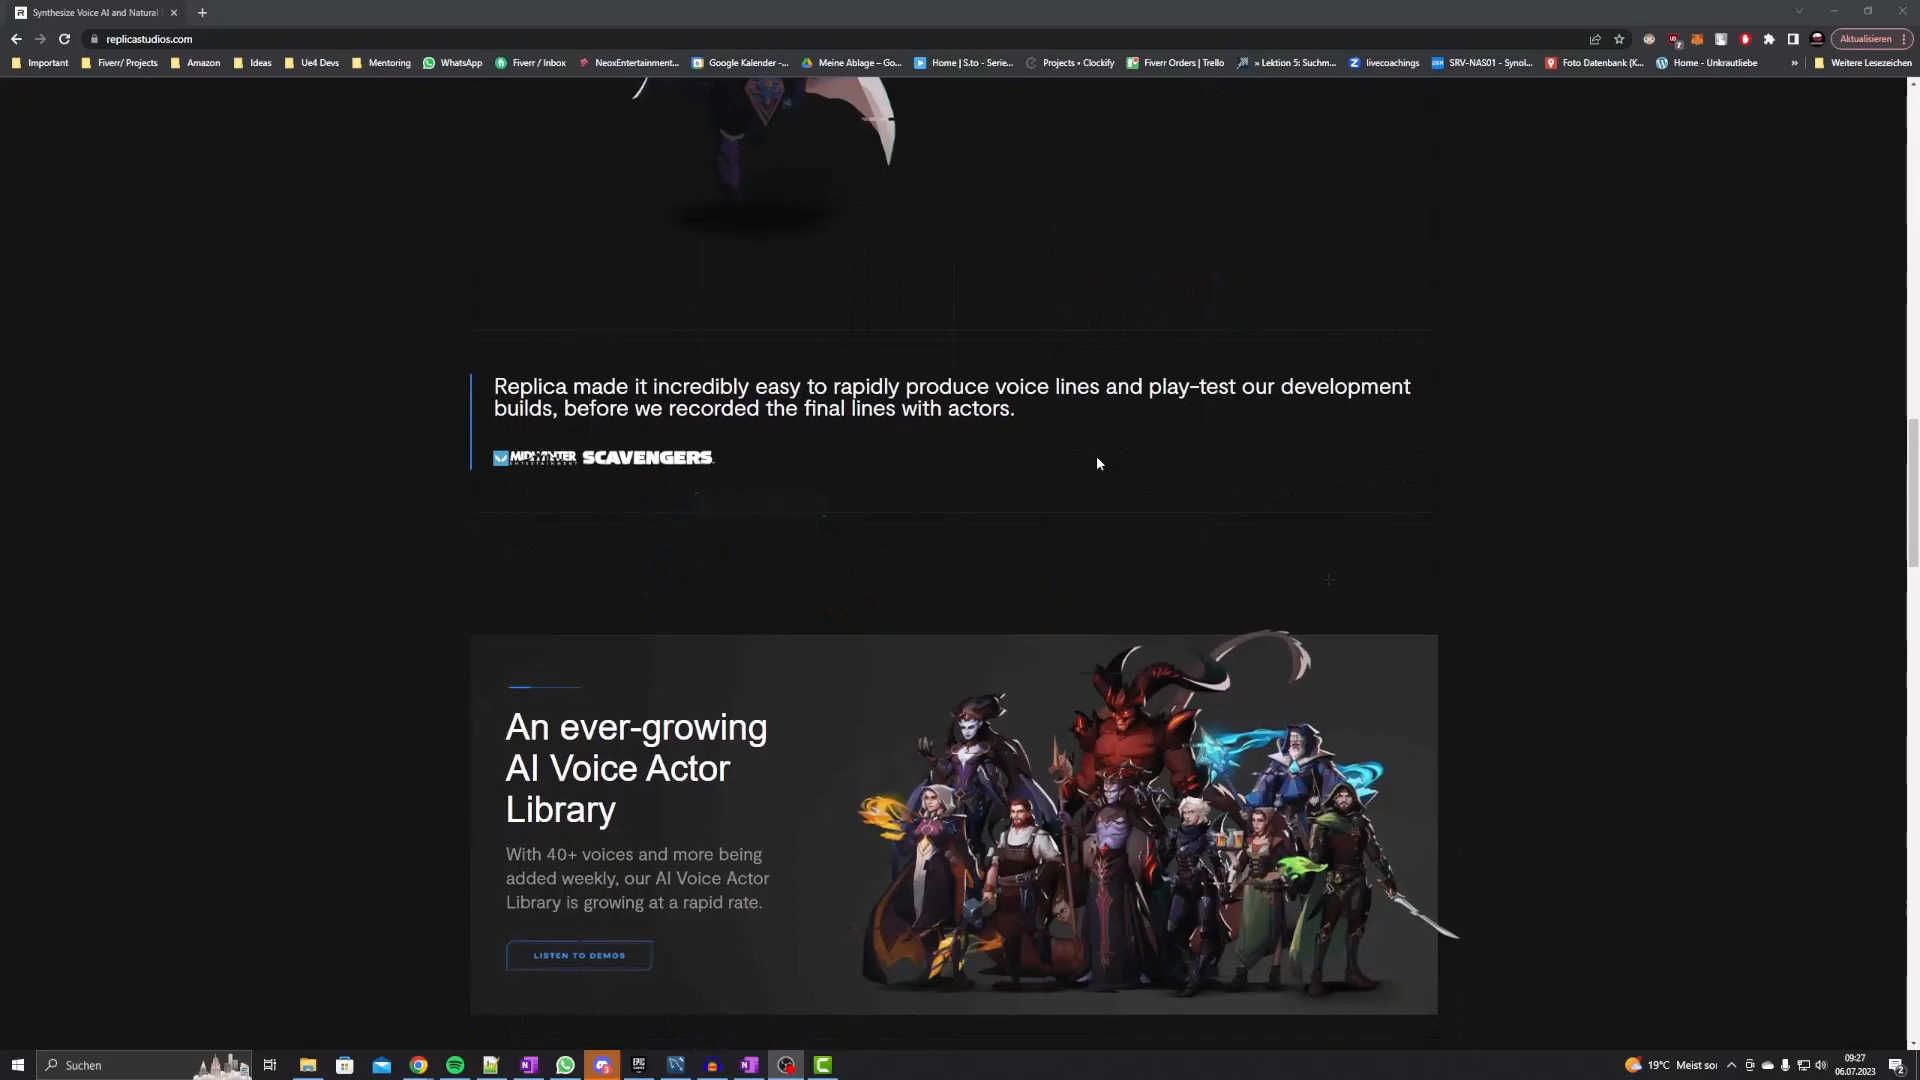 Synthesize Voice AI and Natural
replicastudios.com
Aktualisieren
Important
Fiverr/ Projects
Amazon
Ideas
Ue4 Devs
Mentoring
WhatsApp
Fiverr / Inbox
NeoxEntertainment...
Google Kalender -...
Meine Ablage – Go...
Home | S.to - Serie...
Projects • Clockify
Fiverr Orders | Trello
» Lektion 5: Suchm...
livecoachings
SRV-NAS01 - Synol...
Foto Datenbank (K...
Home - Unkrautliebe
»
Weitere Lesezeichen
Replica made it incredibly easy to rapidly produce voice lines and play-test our development
builds, before we recorded the final lines with actors.
MIDWINTER
ENTERTAINMENT
SCAVENGERS
An ever-growing
AI Voice Actor
Library
With 40+ voices and more being
added weekly, our AI Voice Actor
Library is growing at a rapid rate.
LISTEN TO DEMOS
Suchen
19°C Meist so
09:27
06.07.2023
2